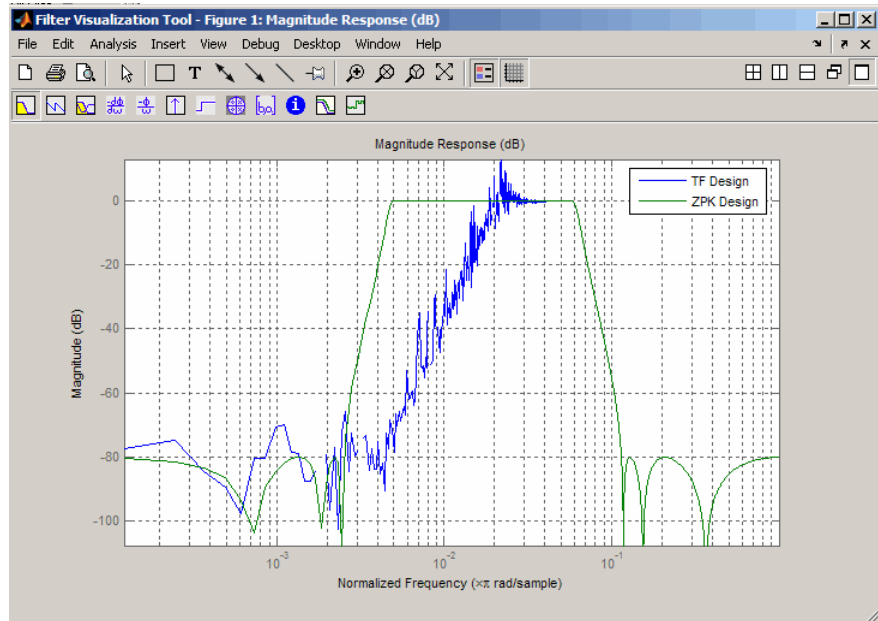 Filter Visualization Tool - Figure 1: Magnitude Response (dB)
File Edit Analysis Insert View Debug Desktop Window Help
T
[b,a]
i
Magnitude Response (dB)
TF Design
ZPK Design
0
-20
-40
-60
-80
-100
Magnitude (dB)
10⁻³ 10⁻² 10⁻¹
Normalized Frequency (×π rad/sample)